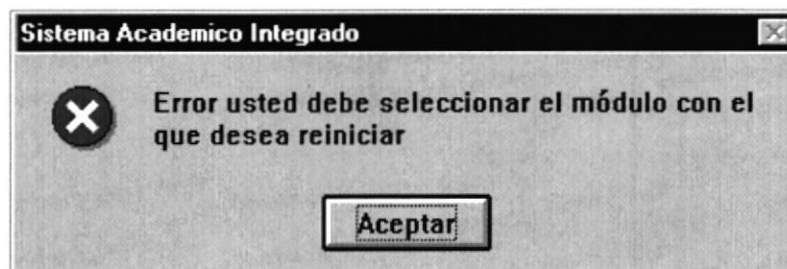 Sistema Academico Integrado
Error usted debe seleccionar el módulo con el
que desea reiniciar
Aceptar